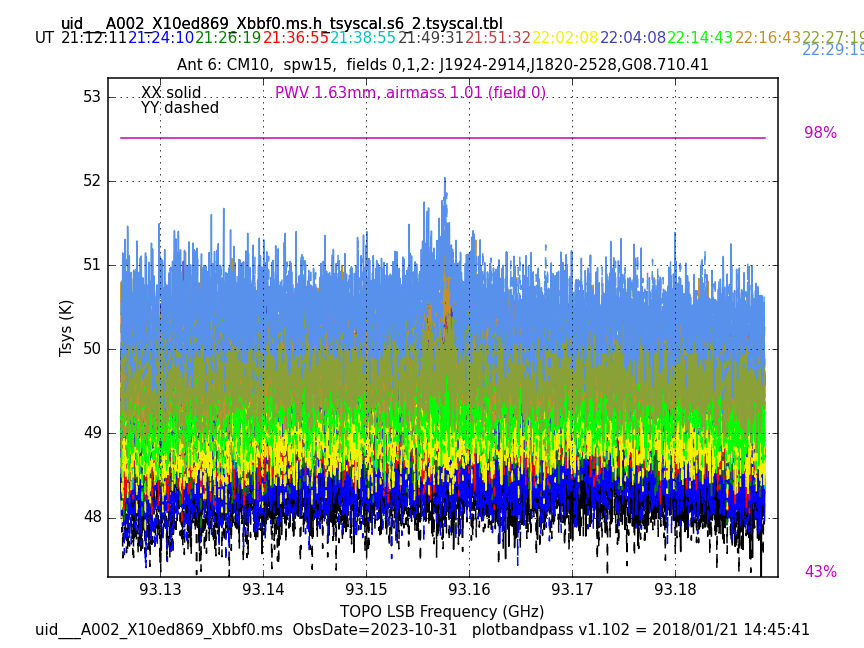 uid___A002_X10ed869_Xbbf0.ms.h_tsyscal.s6_2.tsyscal.tbl
UT 21:12:11 21:24:10 21:26:19 21:36:55 21:38:55 21:49:31 21:51:32 22:02:08 22:04:08 22:14:43 22:16:43 22:27:19
22:29:19
Ant 6: CM10,  spw15,  fields 0,1,2: J1924-2914,J1820-2528,G08.710.41
XX solid
YY dashed
PWV 1.63mm, airmass 1.01 (field 0)
98%
43%
53
52
51
50
49
48
Tsys (K)
93.13 93.14 93.15 93.16 93.17 93.18
TOPO LSB Frequency (GHz)
uid___A002_X10ed869_Xbbf0.ms  ObsDate=2023-10-31   plotbandpass v1.102 = 2018/01/21 14:45:41